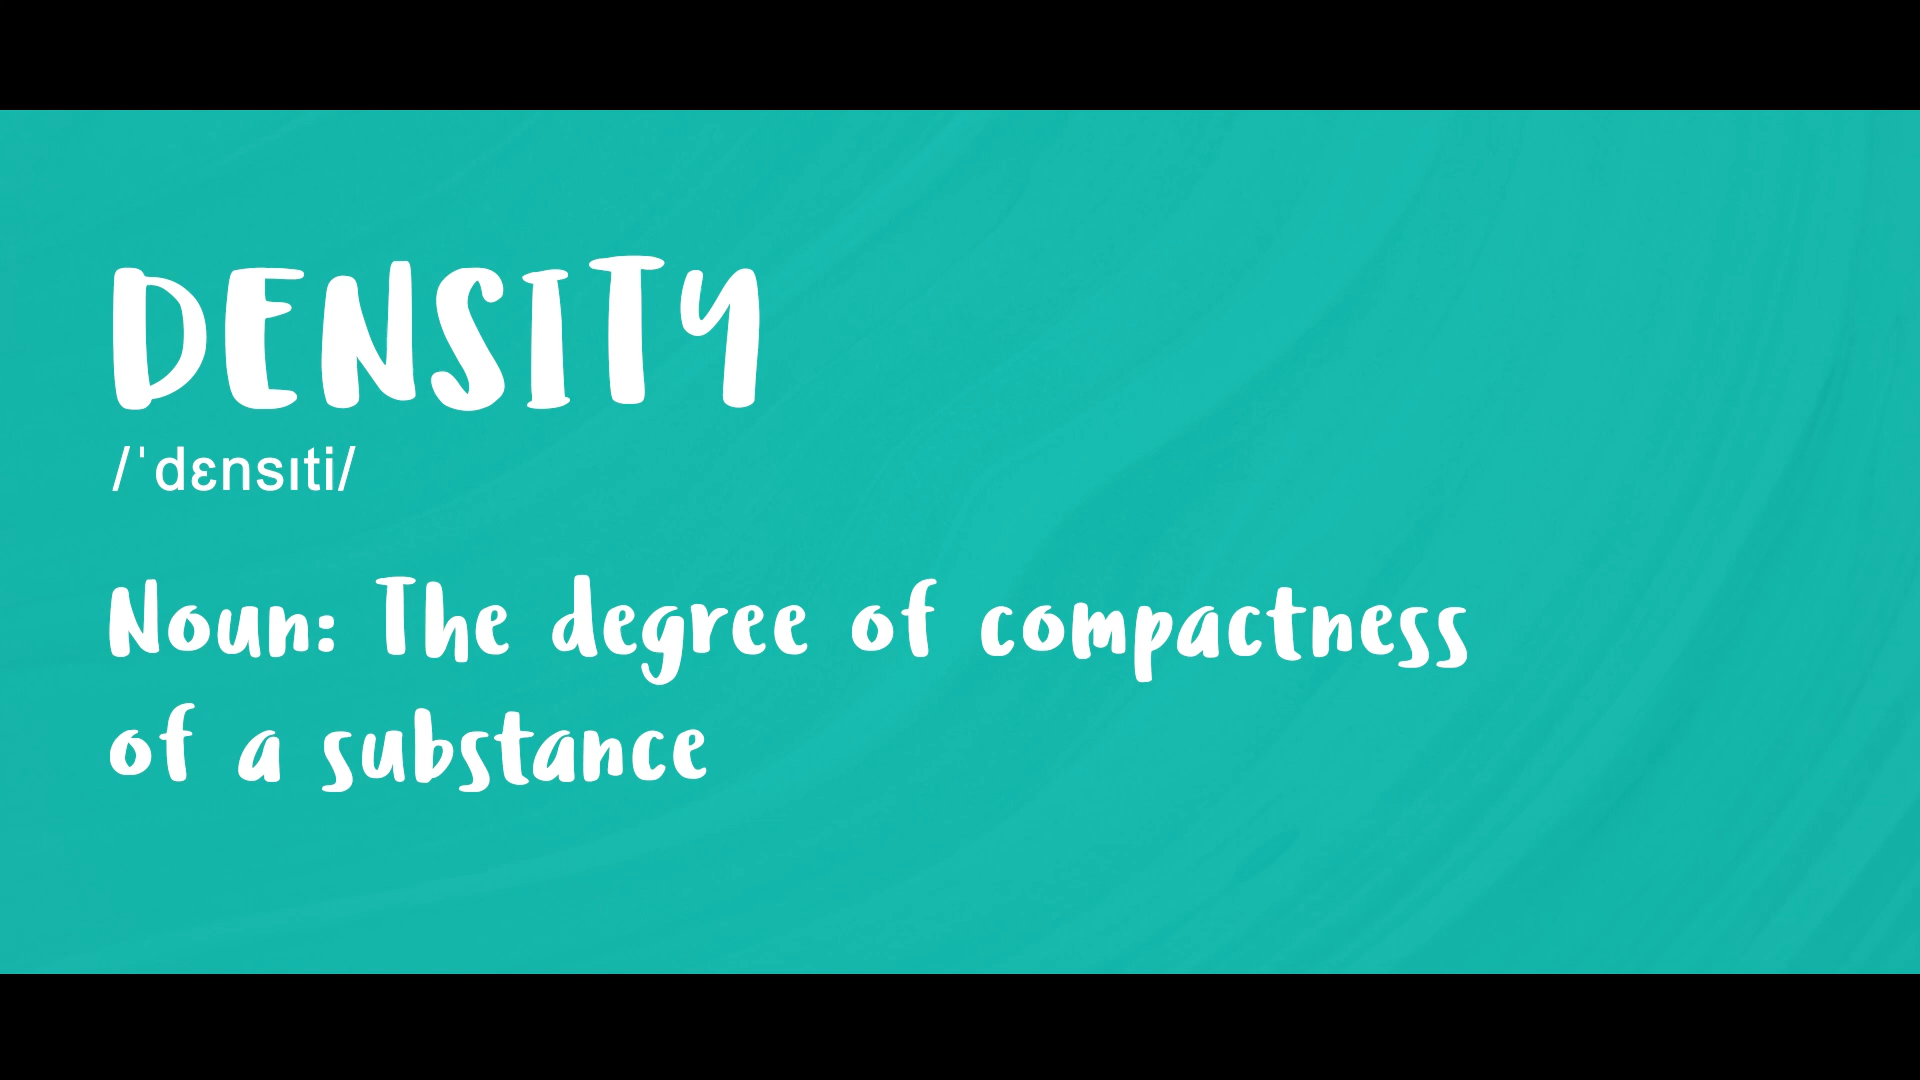 DENSITY
/ˈdɛnsɪti/
Noun: The degree of compactness
of a substance